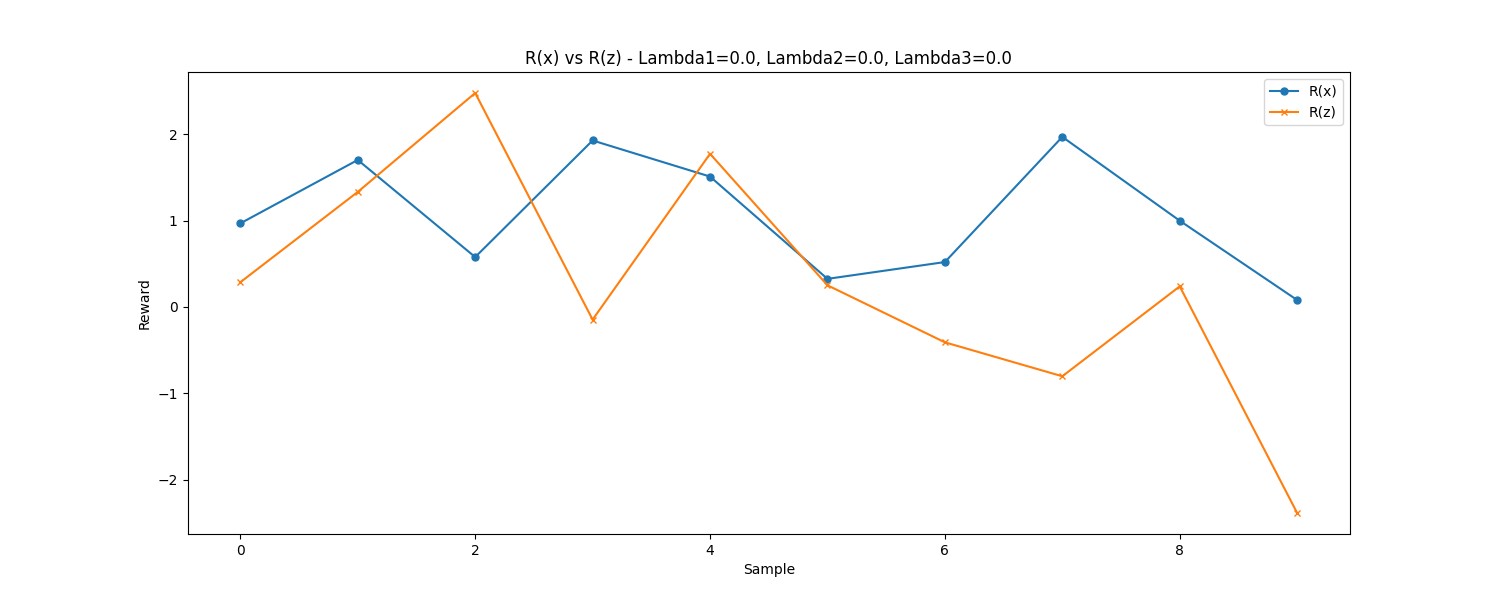 R(x) vs R(z) - Lambda1=0.0, Lambda2=0.0, Lambda3=0.0
R(x)
R(z)
2
1
0
−1
−2
Reward
0 2 4 6 8
Sample